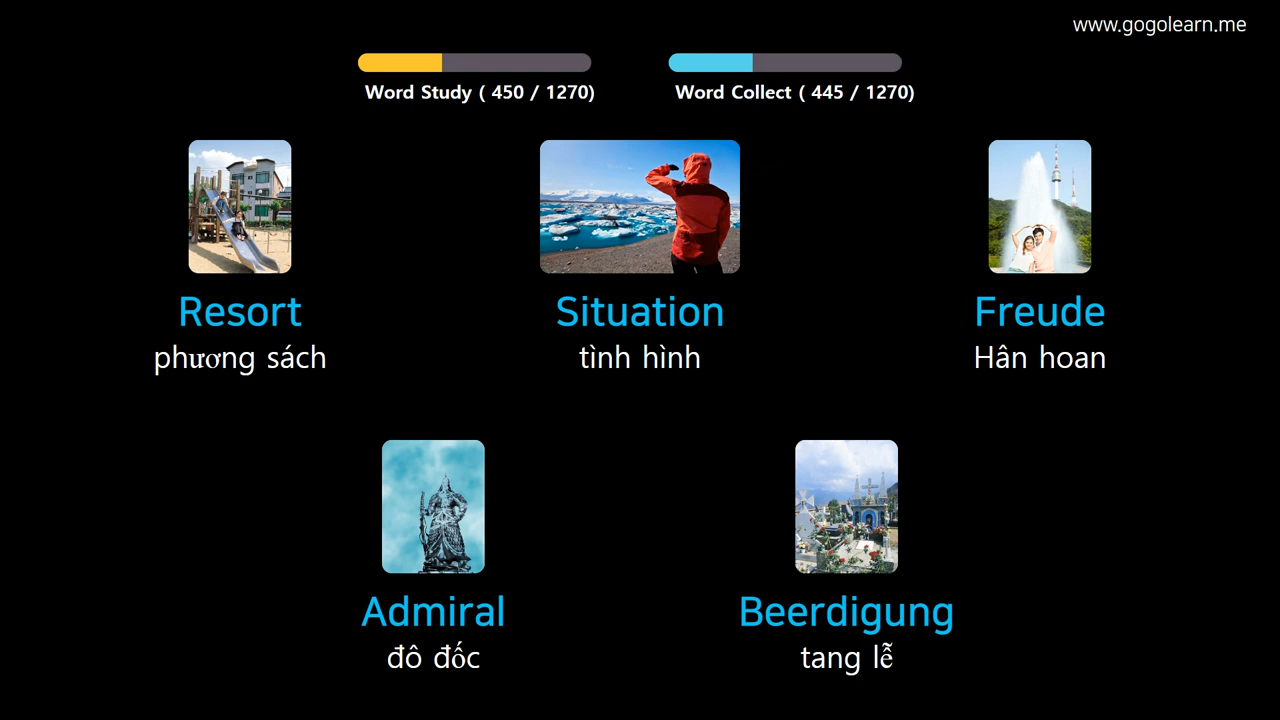 www.gogolearn.me
Word Study ( 450 / 1270)
Word Collect ( 445 / 1270)
Resort
phương sách
Situation
tình hình
Freude
Hân hoan
Admiral
đô đốc
Beerdigung
tang lễ